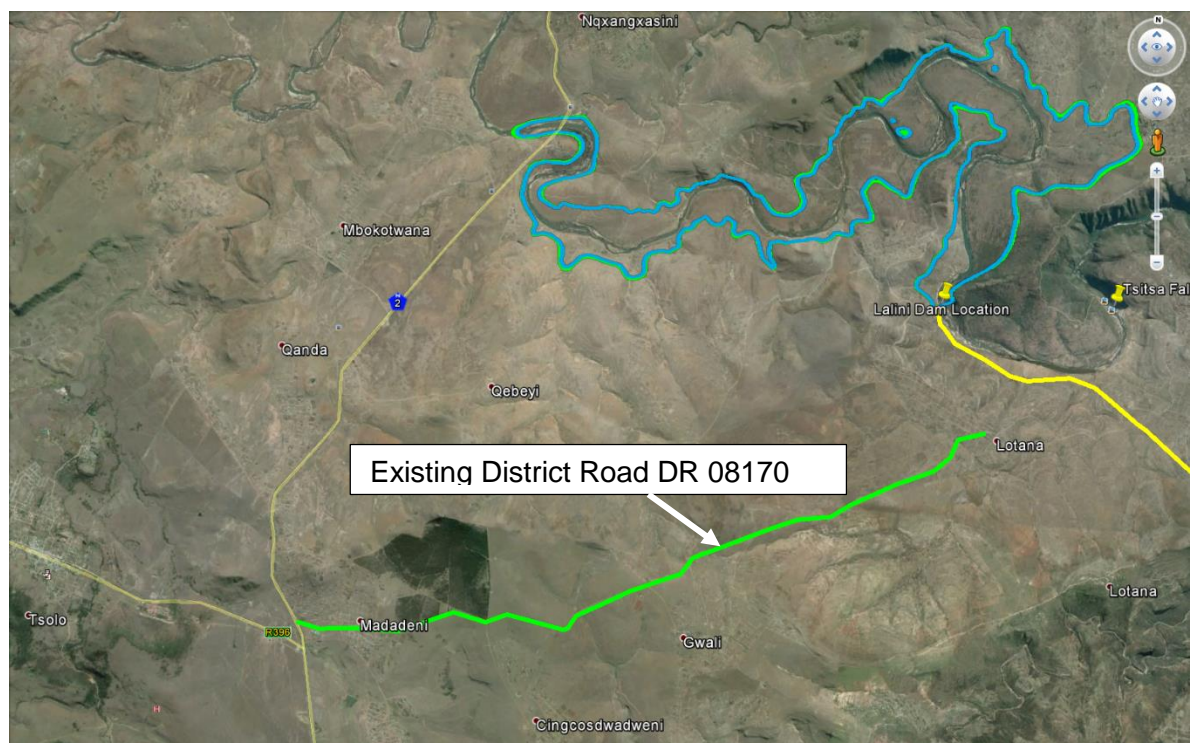 Nqxangxasini
N
Mbokotwana
2
Tsitsa Fal
Lalini Dam Location
Qanda
Qebeyi
Lotana
Existing District Road DR 08170
Lotana
Tsolo
Madadeni
R396
Gwali
H
Cingcosdwadweni